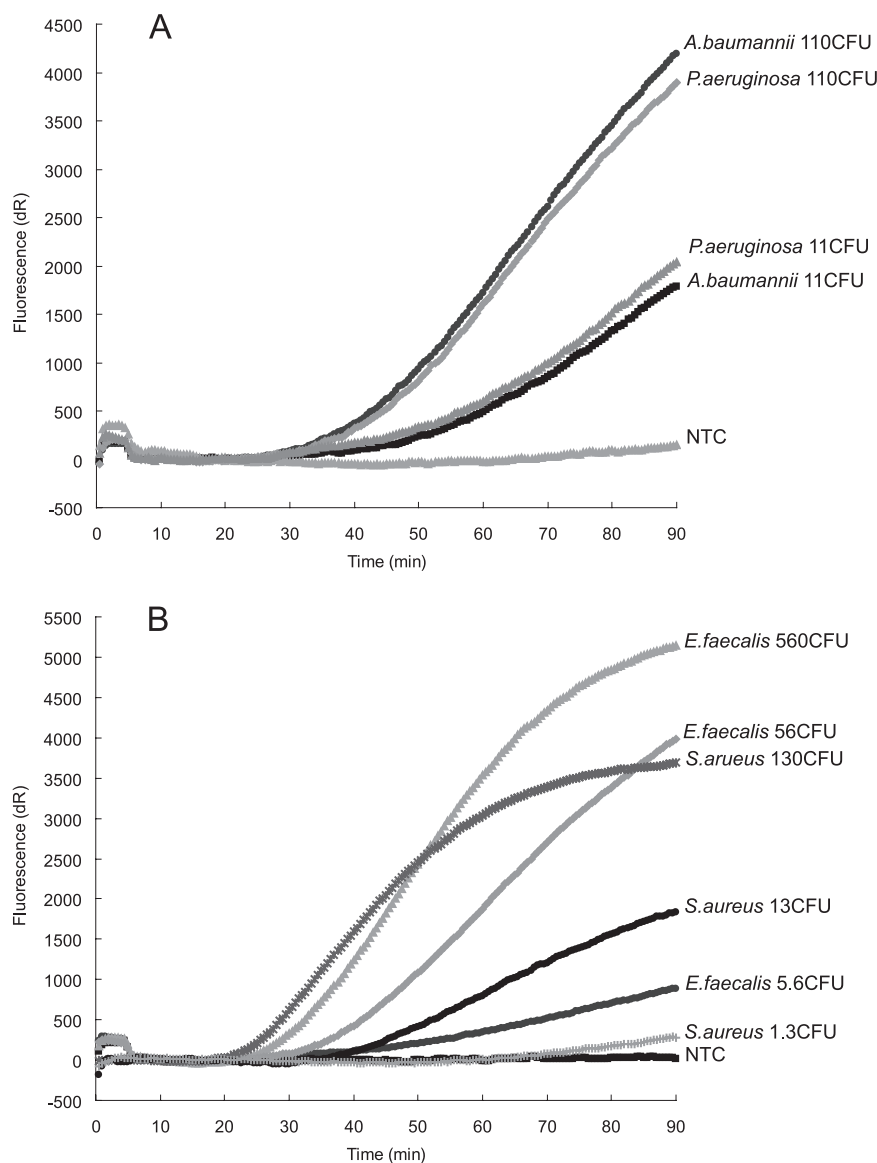 A
4500
4000
3500
3000
2500
2000
1500
1000
500
0
-500
Fluorescence (dR)
0 10 20 30 40 50 60 70 80 90
Time (min)
A.baumannii 110CFU
P.aeruginosa 110CFU
P.aeruginosa 11CFU
A.baumannii 11CFU
NTC
B
5500
5000
4500
4000
3500
3000
2500
2000
1500
1000
500
0
-500
Fluorescence (dR)
0 10 20 30 40 50 60 70 80 90
Time (min)
E.faecalis 560CFU
E.faecalis 56CFU
S.arueus 130CFU
S.aureus 13CFU
E.faecalis 5.6CFU
S.aureus 1.3CFU
NTC